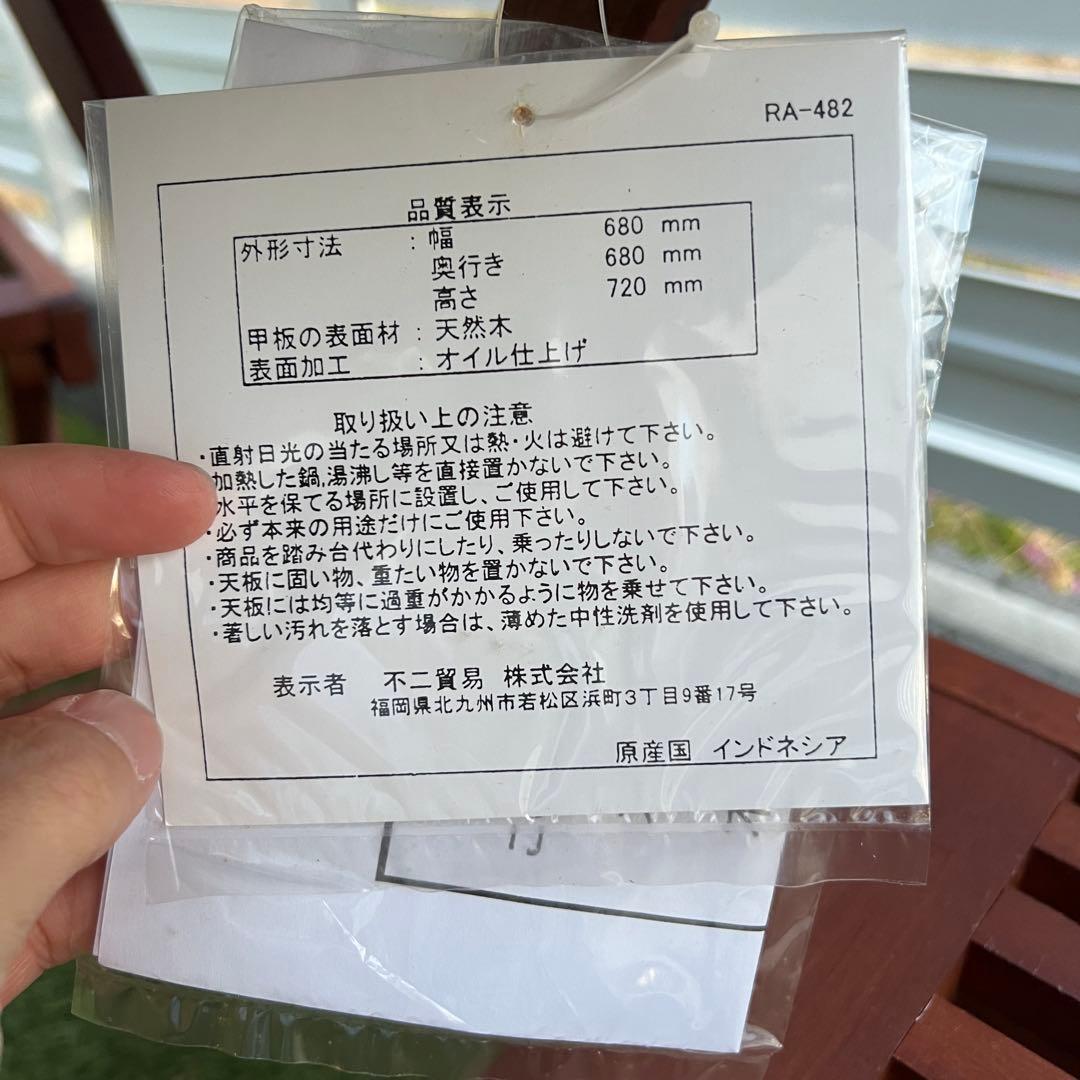 RA-482
品質表示
外形寸法 : 幅 680 mm
奥行き 680 mm
高さ 720 mm
甲板の表面材 : 天然木
表面加工 : オイル仕上げ
取り扱い上の注意
・直射日光の当たる場所又は熱・火は避けて下さい。
加熱した鍋,湯沸し等を直接置かないで下さい。
水平を保てる場所に設置し、ご使用して下さい。
・必ず本来の用途だけにご使用下さい。
・商品を踏み台代わりにしたり、乗ったりしないで下さい。
・天板に固い物、重たい物を置かないで下さい。
・天板には均等に過重がかかるように物を乗せて下さい。
・著しい汚れを落とす場合は、薄めた中性洗剤を使用して下さい。
表示者 不二貿易 株式会社
福岡県北九州市若松区浜町3丁目9番17号
原産国 インドネシア